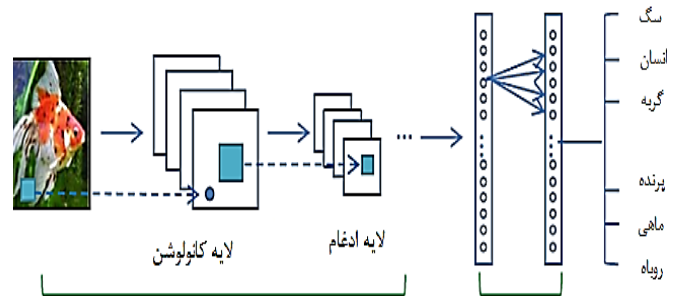 سگ
انسان
گربه
پرنده
ماهی
روباه
لایه ادغام
لایه کانولوشن